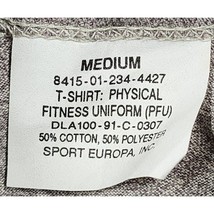 MEDIUM
8415-01-234-4427
T-SHIRT: PHYSICAL
FITNESS UNIFORM (PFU)
DLA100-91-C-0307
50% COTTON, 50% POLYESTER
SPORT EUROPA, INC.